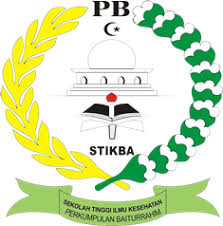 PB
STIKBA
SEKOLAH TINGGI ILMU KESEHATAN
PERKUMPULAN BAITURRAHIM